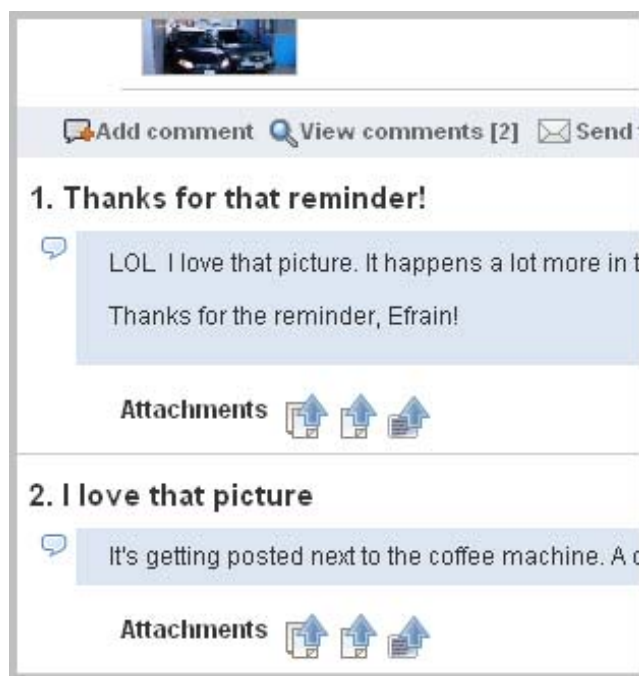 Add comment View comments [2] Send
1. Thanks for that reminder!
LOL I love that picture. It happens a lot more in
Thanks for the reminder, Efrain!
Attachments
2. I love that picture
It's getting posted next to the coffee machine. A
Attachments